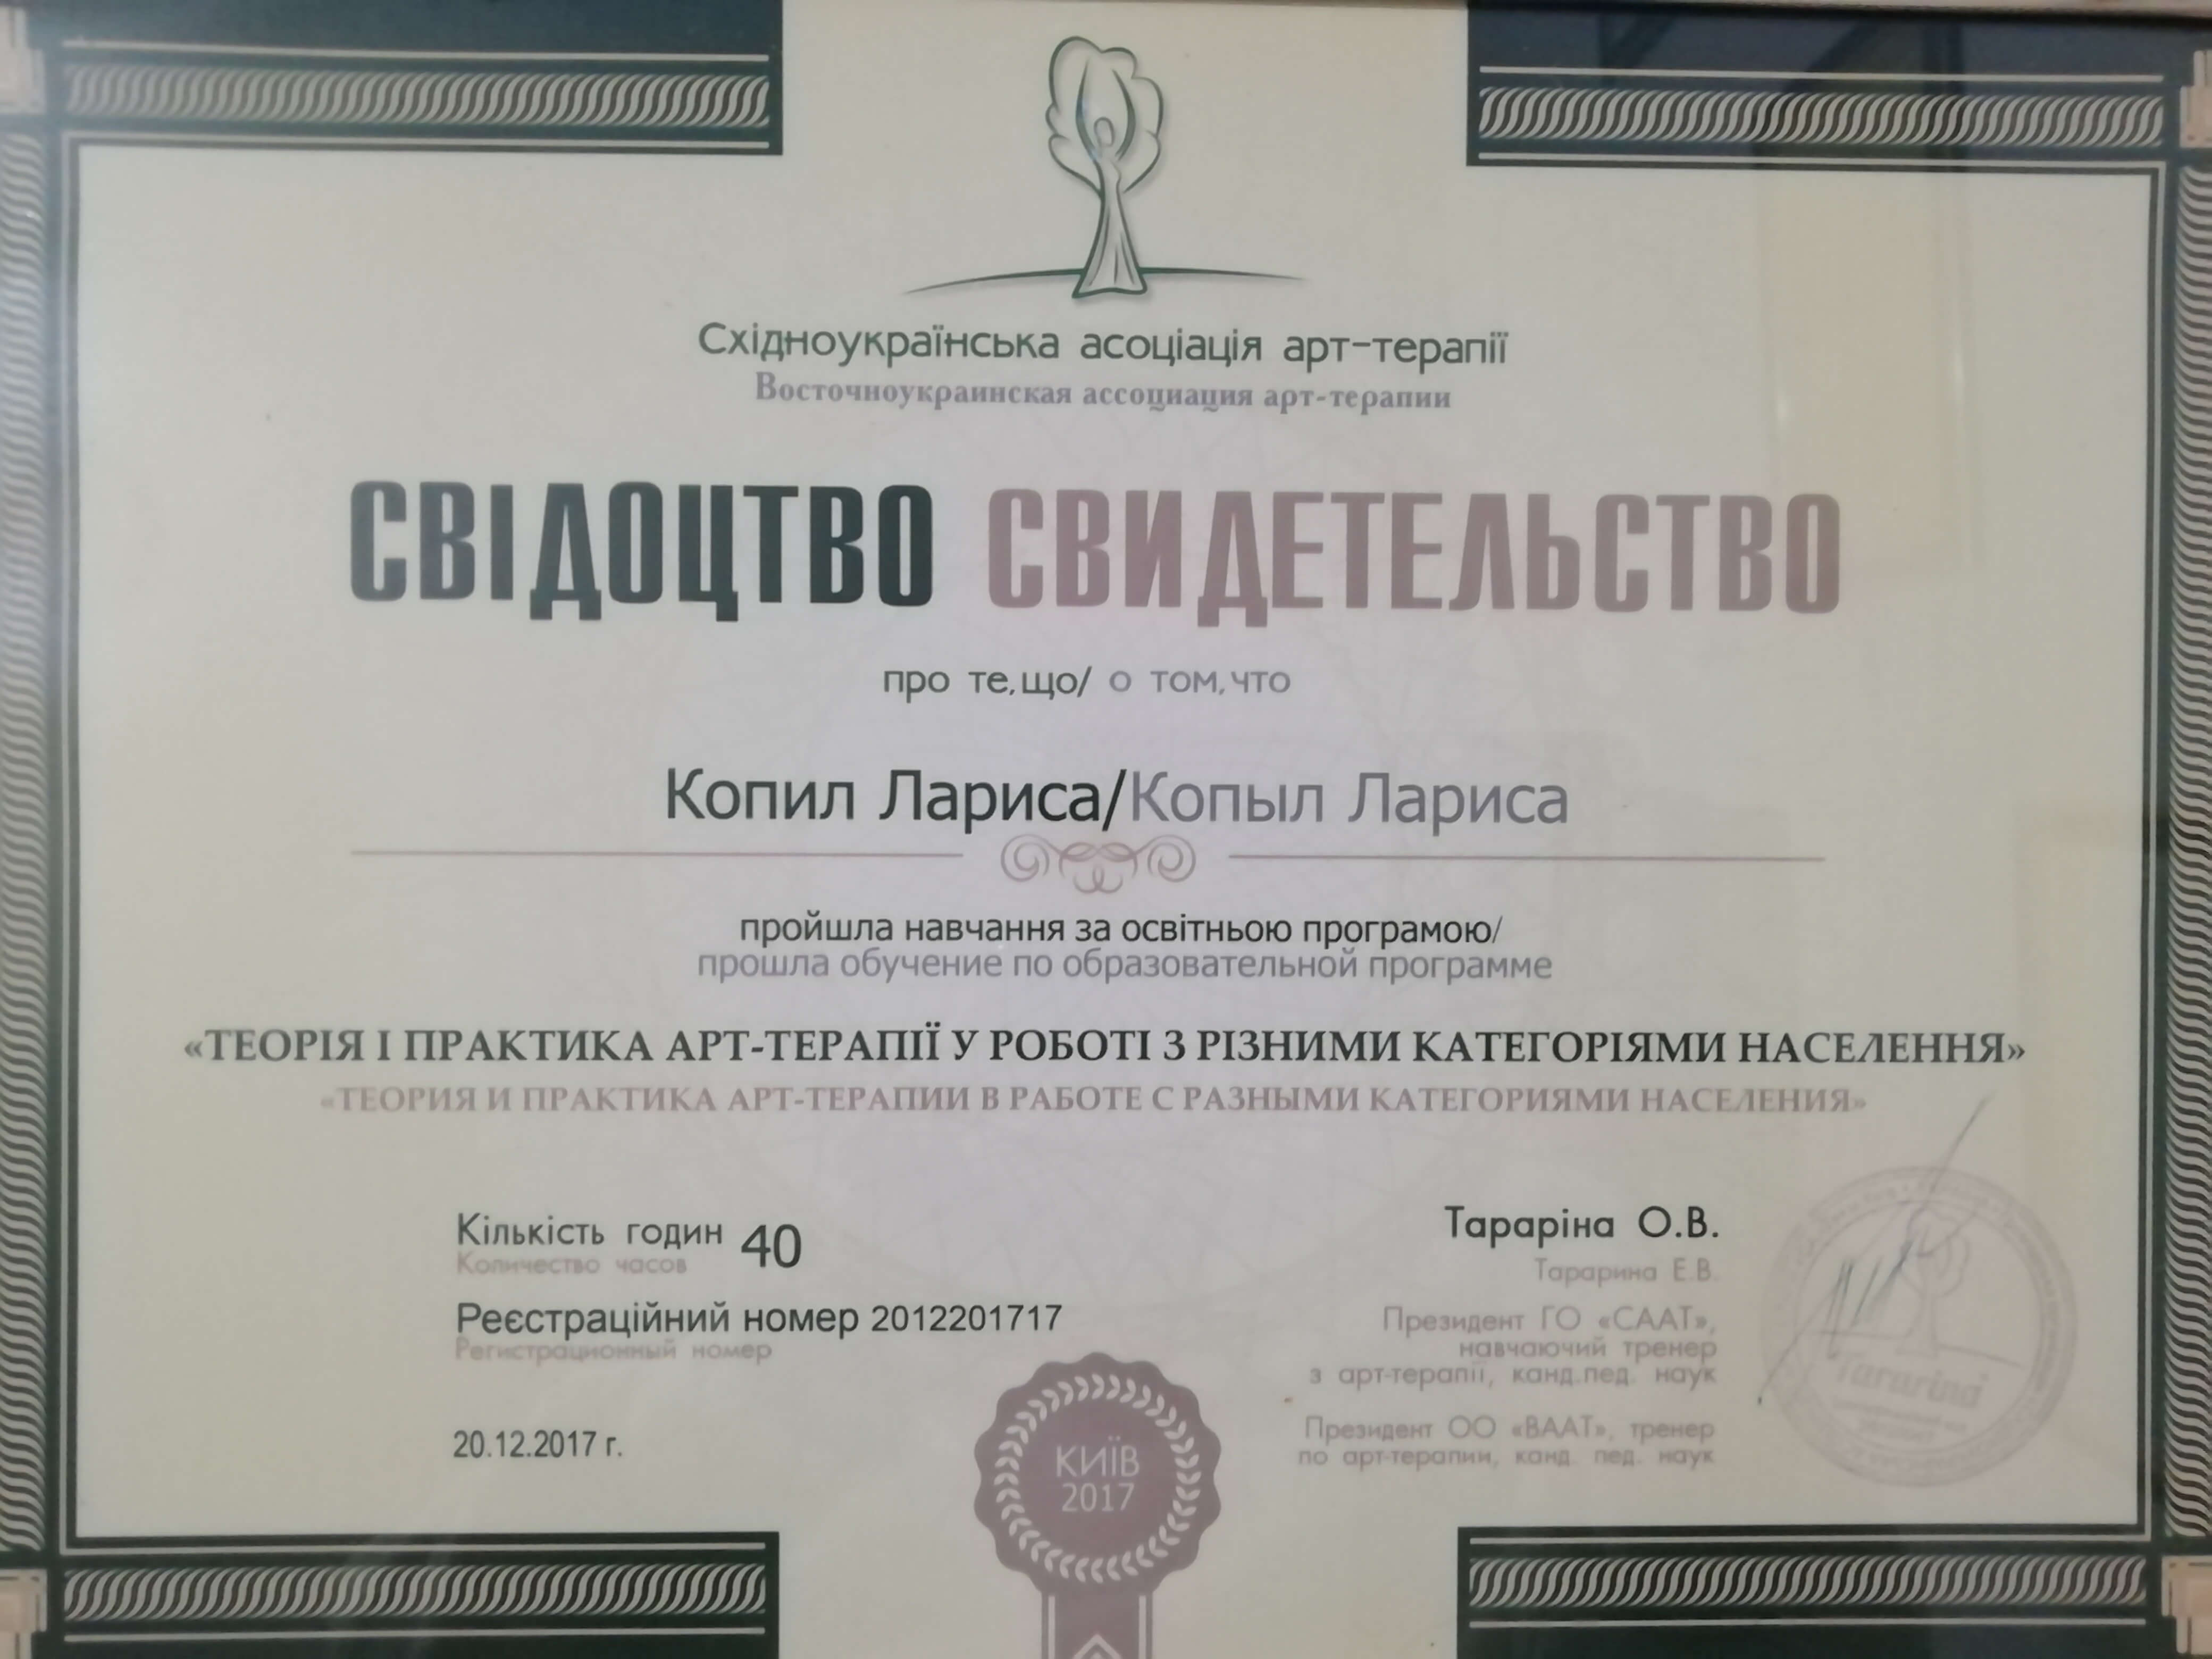 Східноукраїнська асоціація арт-терапії
Восточноукраинская ассоциация арт-терапии
СВІДОЦТВО СВИДЕТЕЛЬСТВО
про те,що/ о том,что
Копил Лариса/Копыл Лариса
пройшла навчання за освітньою програмою/
прошла обучение по образовательной программе
«ТЕОРІЯ І ПРАКТИКА АРТ-ТЕРАПІЇ У РОБОТІ З РІЗНИМИ КАТЕГОРІЯМИ НАСЕЛЕННЯ»
«ТЕОРИЯ И ПРАКТИКА АРТ-ТЕРАПИИ В РАБОТЕ С РАЗНЫМИ КАТЕГОРИЯМИ НАСЕЛЕНИЯ»
Кількість годин 40
Количество часов
Реєстраційний номер 2012201717
Регистрационный номер
20.12.2017 г.
Тараріна О.В.
Тарарина Е.В.
Президент ГО «СААТ»,
навчаючий тренер
з арт-терапії, канд.пед. наук
Президент ОО «ВААТ», тренер
по арт-терапии, канд. пед. наук
Tararina
КИЇВ
2017